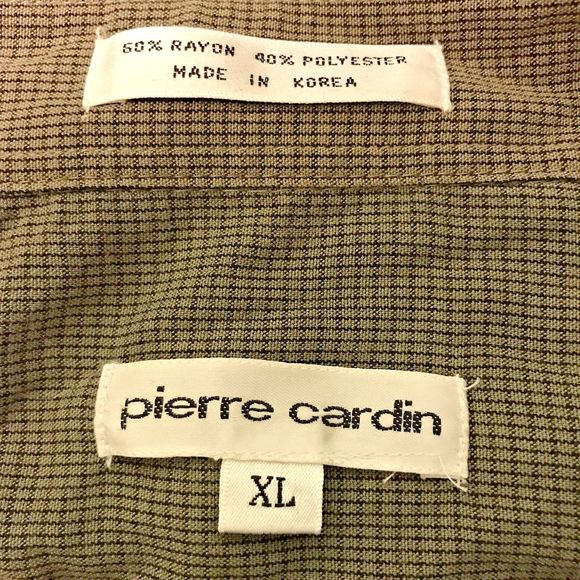 60% RAYON 40% POLYESTER
MADE IN KOREA
pierre cardin
XL